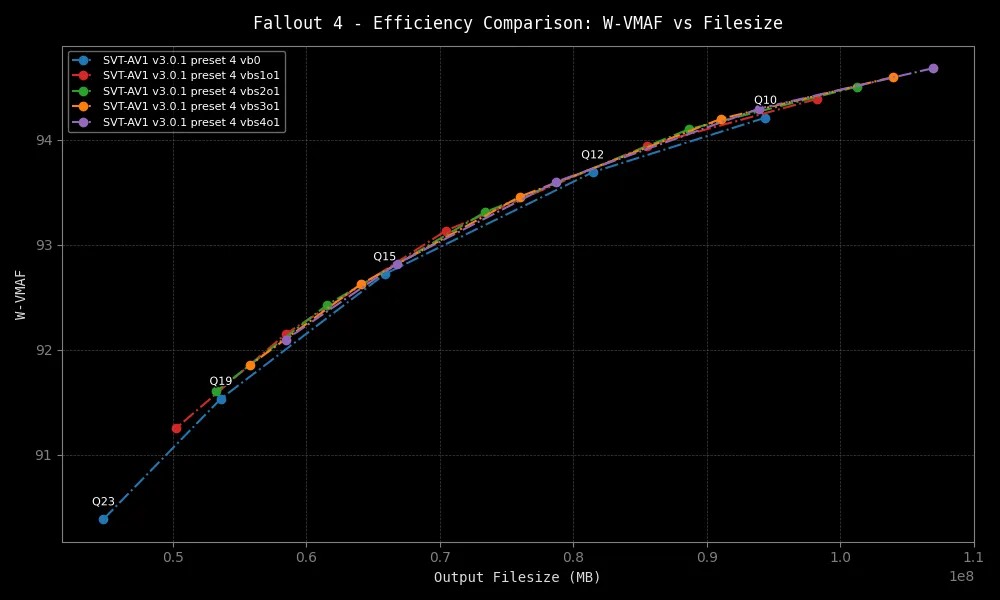 Fallout 4 - Efficiency Comparison: W-VMAF vs Filesize
SVT-AV1 v3.0.1 preset 4 vb0
SVT-AV1 v3.0.1 preset 4 vbs1o1
SVT-AV1 v3.0.1 preset 4 vbs2o1
SVT-AV1 v3.0.1 preset 4 vbs3o1
SVT-AV1 v3.0.1 preset 4 vbs4o1
Q10
94
Q12
93
Q15
W-VMAF
92
Q19
91
Q23
0.5 0.6 0.7 0.8 0.9 1.0 1.1
1e8
Output Filesize (MB)